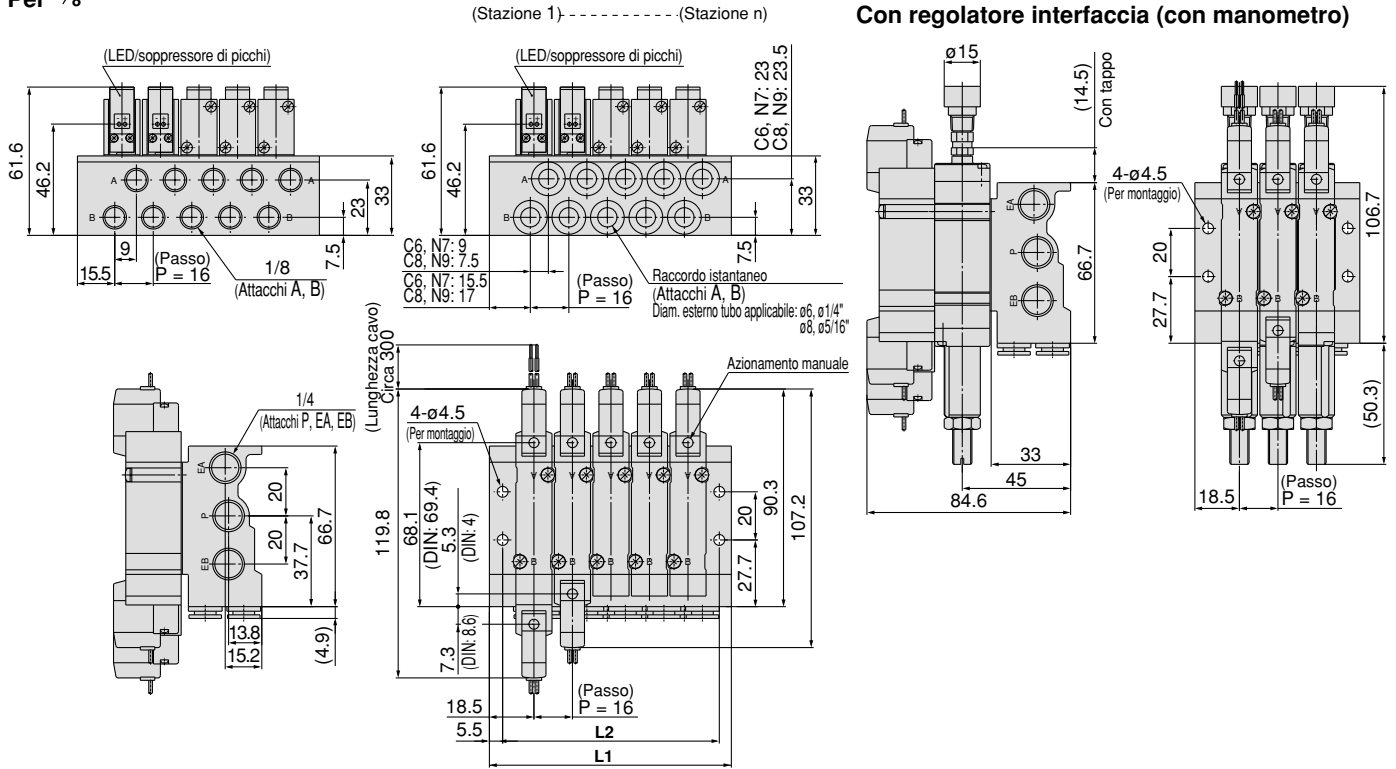 Per 1/8"
(Stazione 1) (Stazione n)
Con regolatore interfaccia (con manometro)
(LED/soppressore di picchi)
61.6
46.2
A
A
B
B
23
33
7.5
9
15.5
(Passo)
P = 16
1/8
(Attacchi A, B)
(LED/soppressore di picchi)
C6, N7: 23
C8, N9: 23.5
61.6
46.2
A
A
B
B
33
7.5
C6, N7: 9
C8, N9: 7.5
C6, N7: 15.5
C8, N9: 17
(Passo)
P = 16
Raccordo istantaneo
(Attacchi A, B)
Diam. esterno tubo applicabile: ø6, ø1/4"
ø8, ø5/16"
ø15
(14.5)
Con tappo
EA
P
EB
66.7
33
45
84.6
4-ø4.5
(Per montaggio)
20
27.7
A
A
A
B
B
B
106.7
(50.3)
18.5
(Passo)
P = 16
1/4
(Attacchi P, EA, EB)
EA
P
EB
20
20
37.7
66.7
13.8
15.2
(4.9)
(Lunghezza cavo)
Circa 300
Azionamento manuale
4-ø4.5
(Per montaggio)
119.8
68.1
(DIN: 69.4)
5.3
(DIN: 4)
7.3
(DIN: 8.6)
A
A
A
A
A
B
B
B
B
B
20
27.7
90.3
107.2
18.5
(Passo)
P = 16
5.5
L2
L1